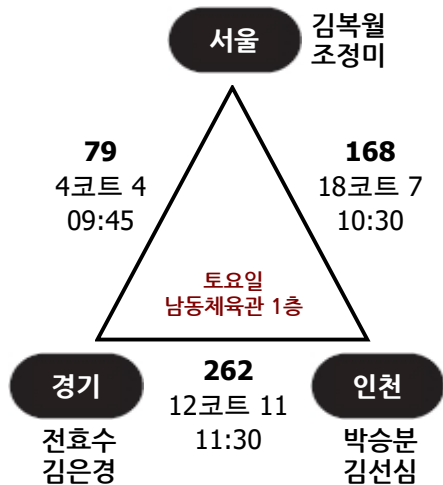 서울
김복월
조정미
79
4코트 4
09:45
168
18코트 7
10:30
토요일
남동체육관 1층
경기
전효수
김은경
262
12코트 11
11:30
인천
박승분
김선심